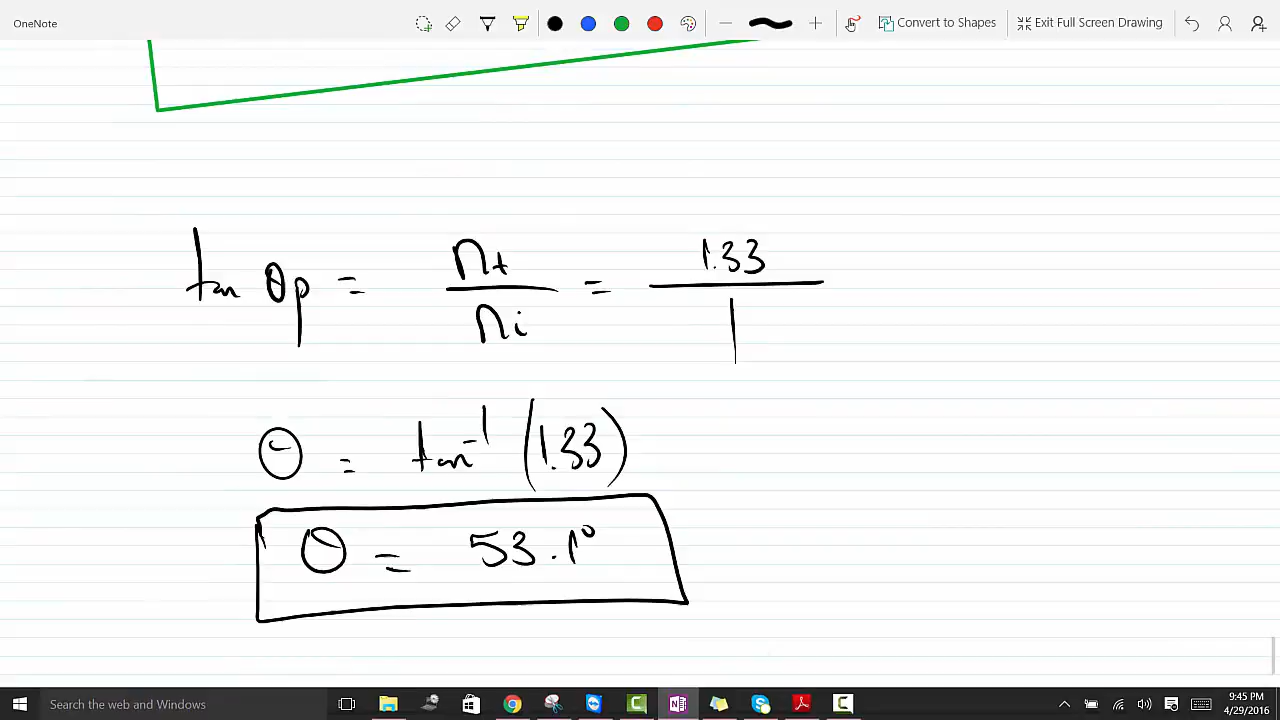 OneNote
Convert to Shapes
Exit Full Screen Drawing
tan θp = nt/ni = 1.33/1
θ = tan⁻¹ (1.33)
θ = 53.1°
Search the web and Windows
9:45 PM
4/29/2016